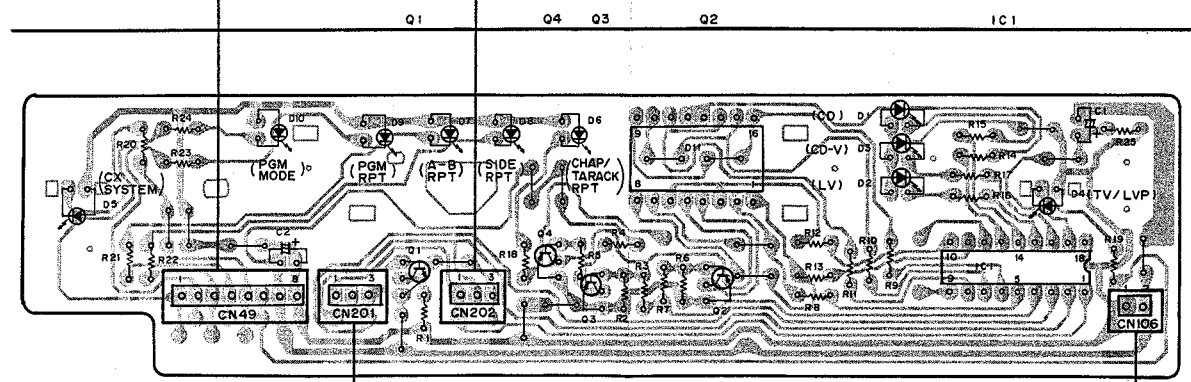 Q1 Q4 Q3 Q2 IC1
R24 D10 D9 D7 D8 D6 9 16 (CD) D1 R15 C1
R20 D11 R25
R23 (PGM MODE) (PGM RPT) (A-B RPT) (SIDE RPT) (CHAP/TARACK RPT) (CD-V) D3 R14
(CX SYSTEM) 8 1 (LV) D2 R17
D5 R16 D4 (TV/LVP)
C2 Q4 R4 R12 R10 R19
R21 R22 Q1 R18 R5 R3 R6 R13 10 14 18
1 8 1 3 1 3 R11 R9 9 IC1 5 1
CN49 CN201 CN202 Q3 R2 R7 Q2 R8 CN106
R1